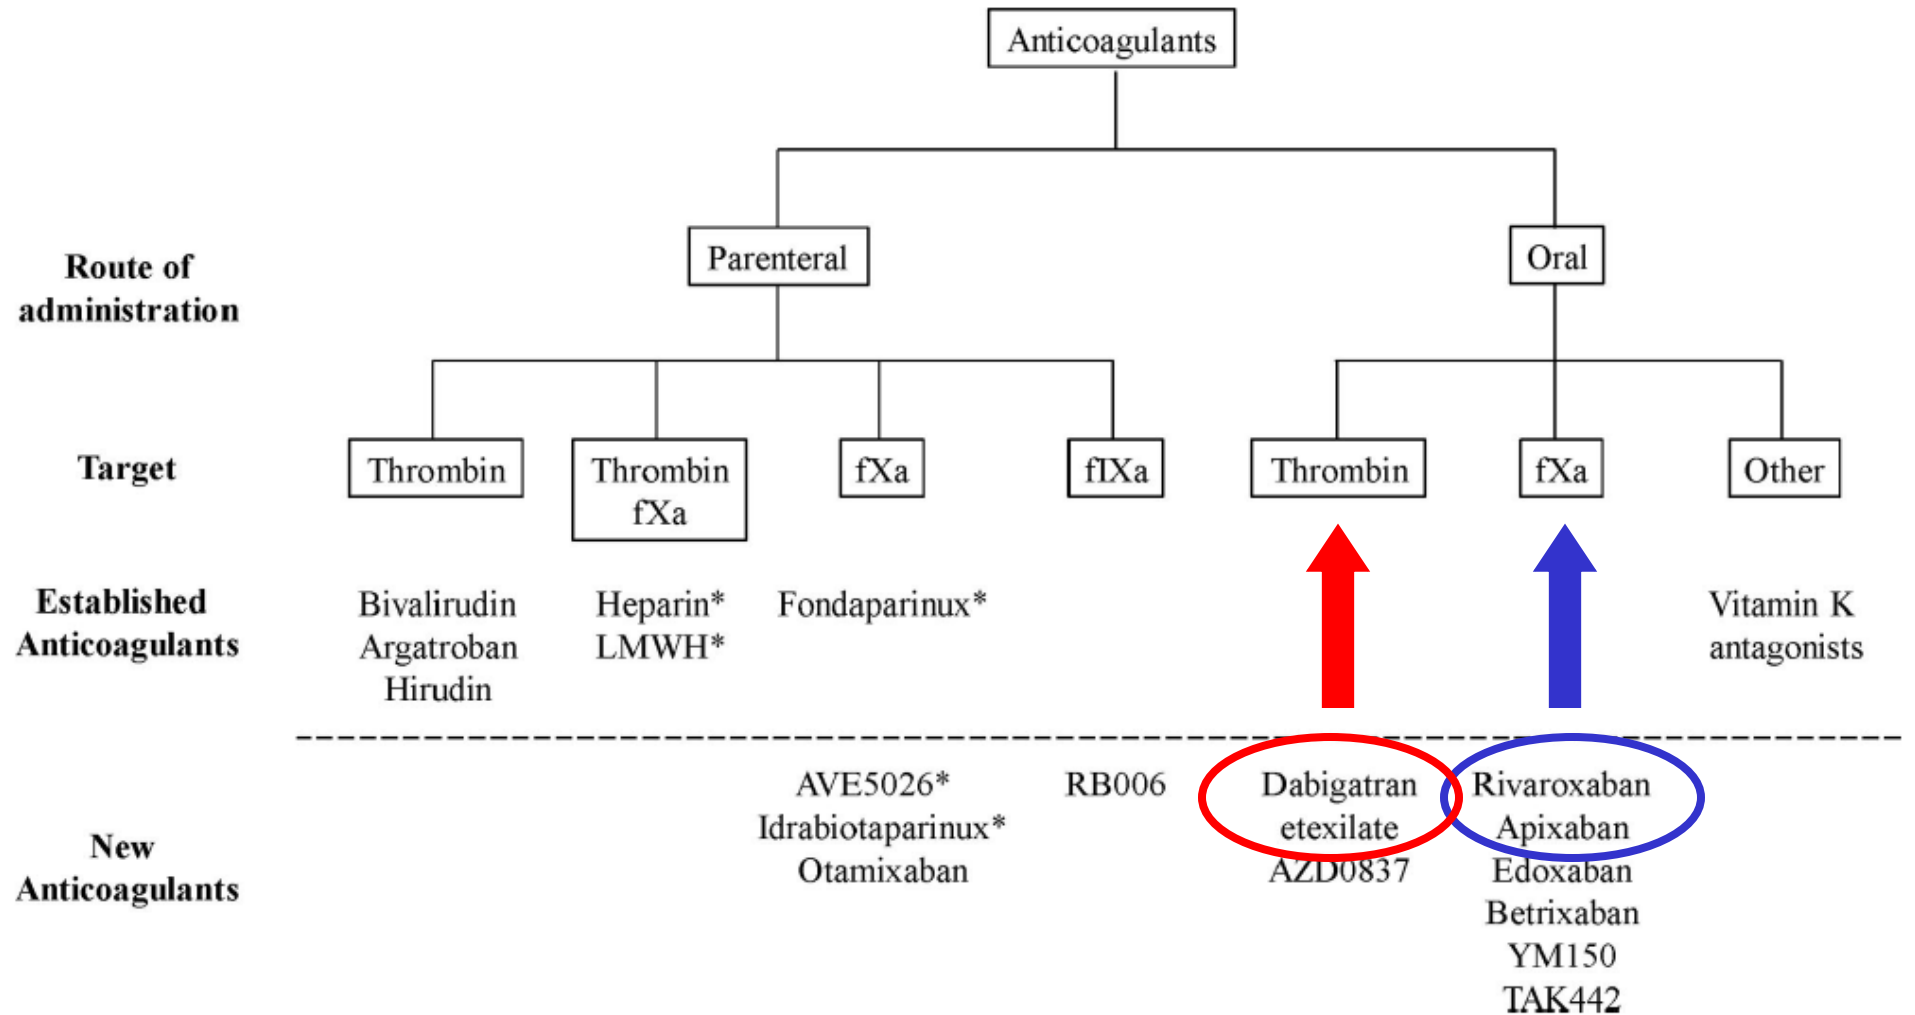 Anticoagulants
Route of
administration
Parenteral
Oral
Target
Thrombin
Thrombin
fXa
fXa
fIXa
Thrombin
fXa
Other
Established
Anticoagulants
Bivalirudin
Argatroban
Hirudin
Heparin*
LMWH*
Fondaparinux*
Vitamin K
antagonists
New
Anticoagulants
AVE5026*
Idrabiotaparinux*
Otamixaban
RB006
Dabigatran
etexilate
AZD0837
Rivaroxaban
Apixaban
Edoxaban
Betrixaban
YM150
TAK442